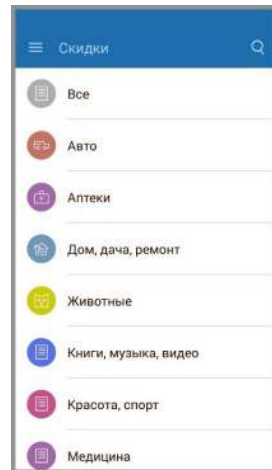 Скидки
Все
Авто
Аптеки
Дом, дача, ремонт
Животные
Книги, музыка, видео
Красота, спорт
Медицина